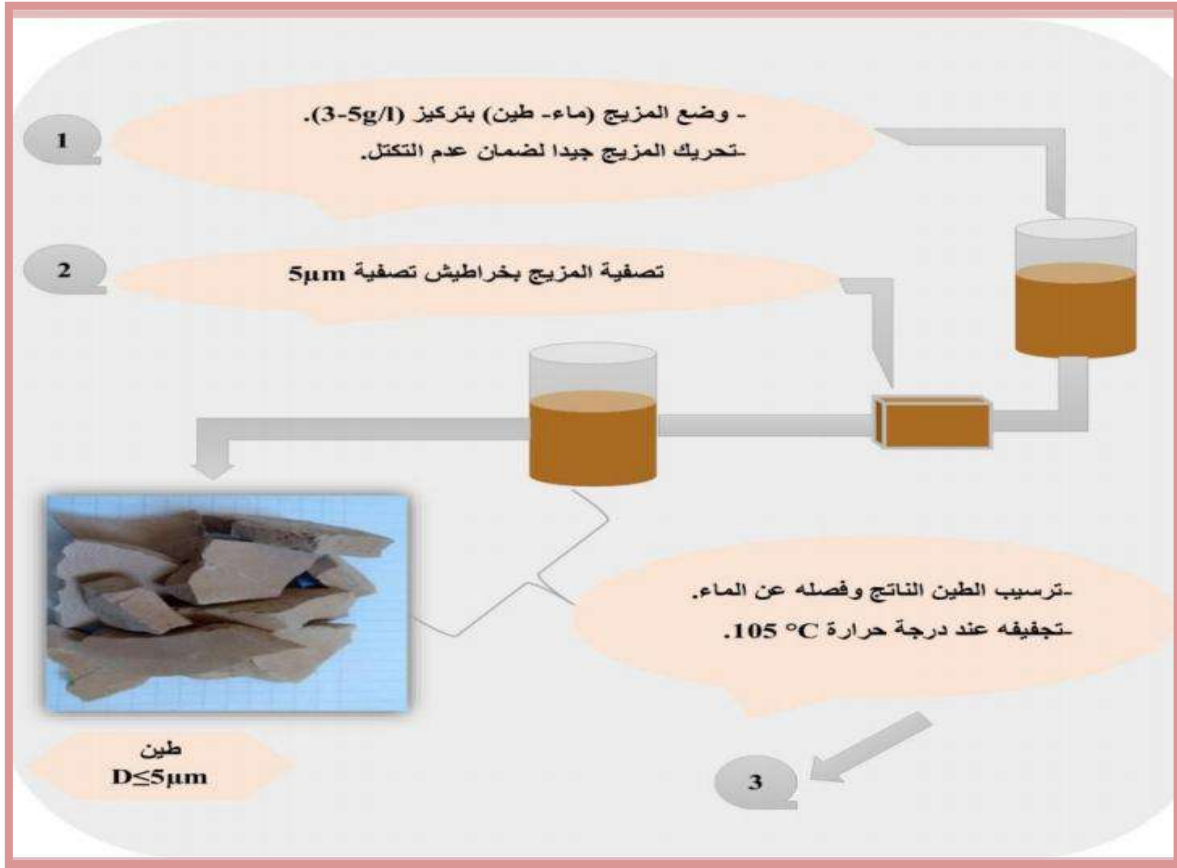 1
- وضع المزيج (ماء- طين) بتركيز (3-5g/l).
-تحريك المزيج جيدا لضمان عدم التكتل.
2
تصفية المزيج بخراطيش تصفية 5µm
-ترسيب الطين الناتج وفصله عن الماء.
-تجفيفه عند درجة حرارة 105 °C.
3
طين
D≤5µm